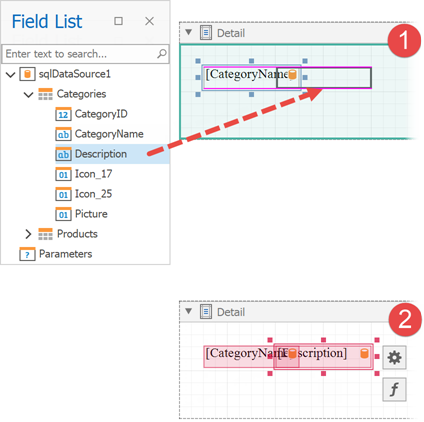 Field List
Enter text to search...
sqlDataSource1
Categories
12 CategoryID
ab CategoryName
ab Description
01 Icon_17
01 Icon_25
01 Picture
Products
? Parameters
Detail
1
[CategoryName
Detail
2
[CategoryName
[Description]
f